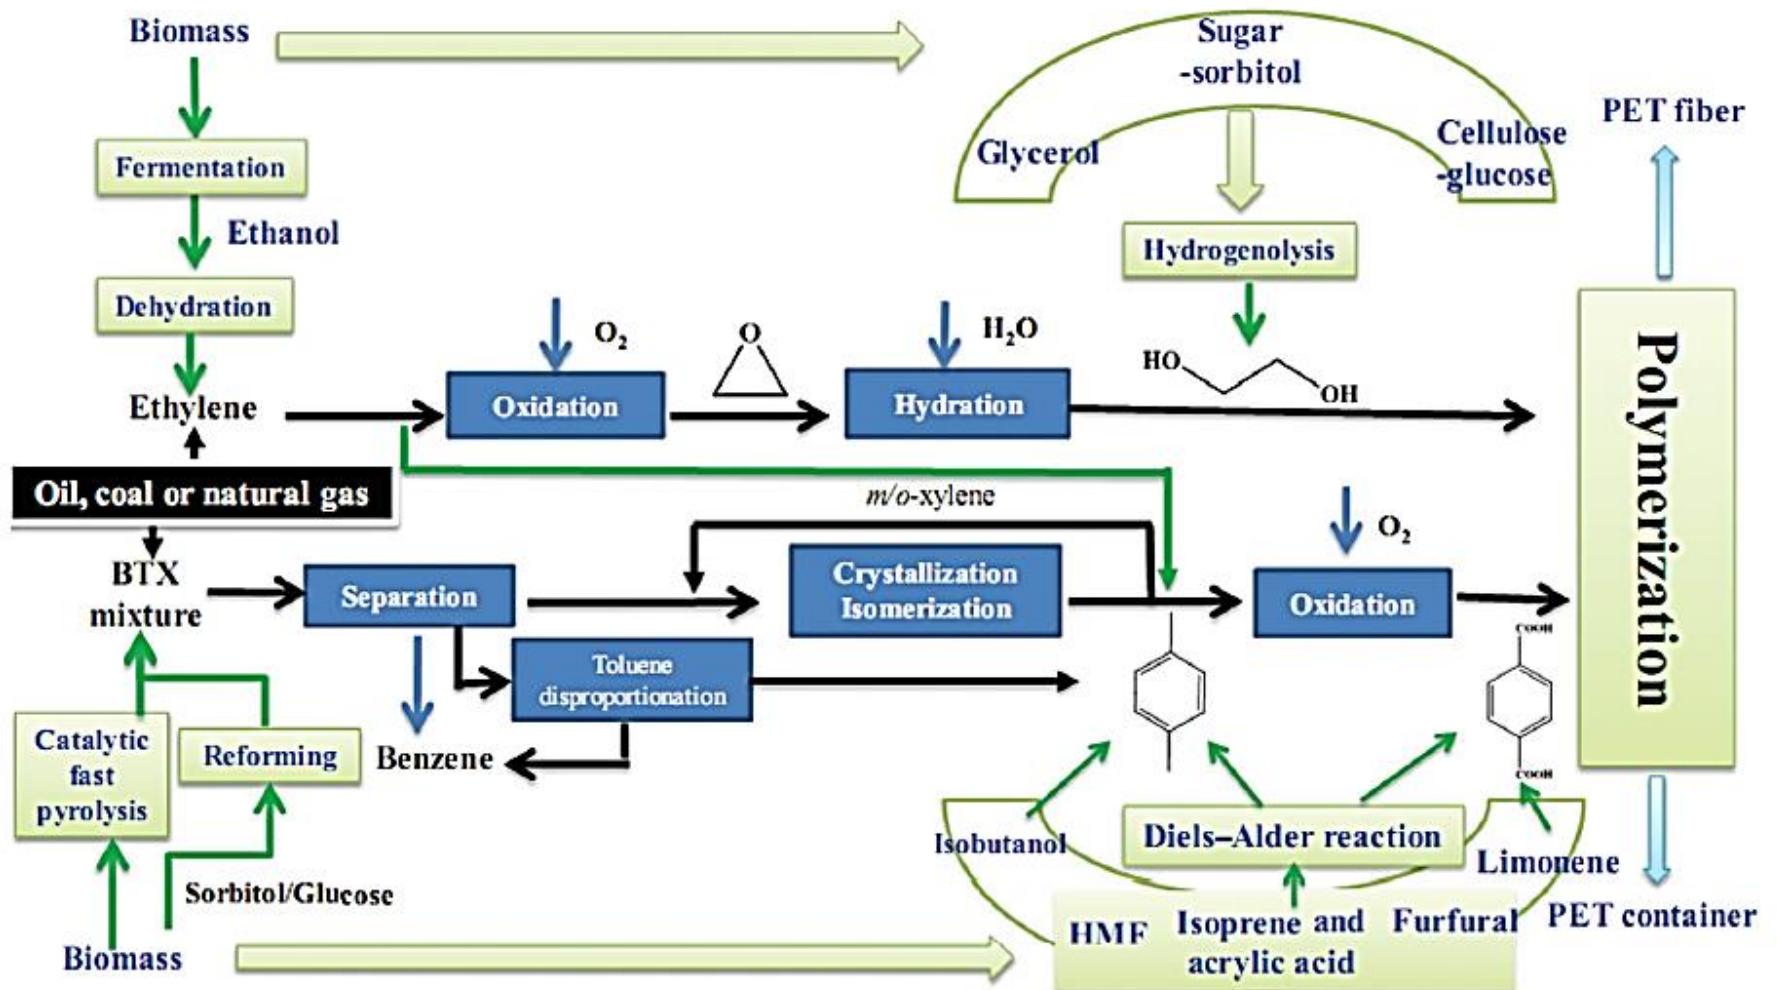 Biomass
Sugar
-sorbitol
Glycerol
Cellulose
-glucose
PET fiber
Fermentation
Ethanol
Hydrogenolysis
Dehydration
O₂
O
H₂O
HO
OH
Ethylene
Oxidation
Hydration
Polymerization
Oil, coal or natural gas
m/o-xylene
O₂
BTX
mixture
Separation
Crystallization
Isomerization
Oxidation
COOH
Toluene
disproportionation
Catalytic
fast
pyrolysis
Reforming
Benzene
COOH
Isobutanol
Diels–Alder reaction
Limonene
Sorbitol/Glucose
HMF
Isoprene and
acrylic acid
Furfural
PET container
Biomass